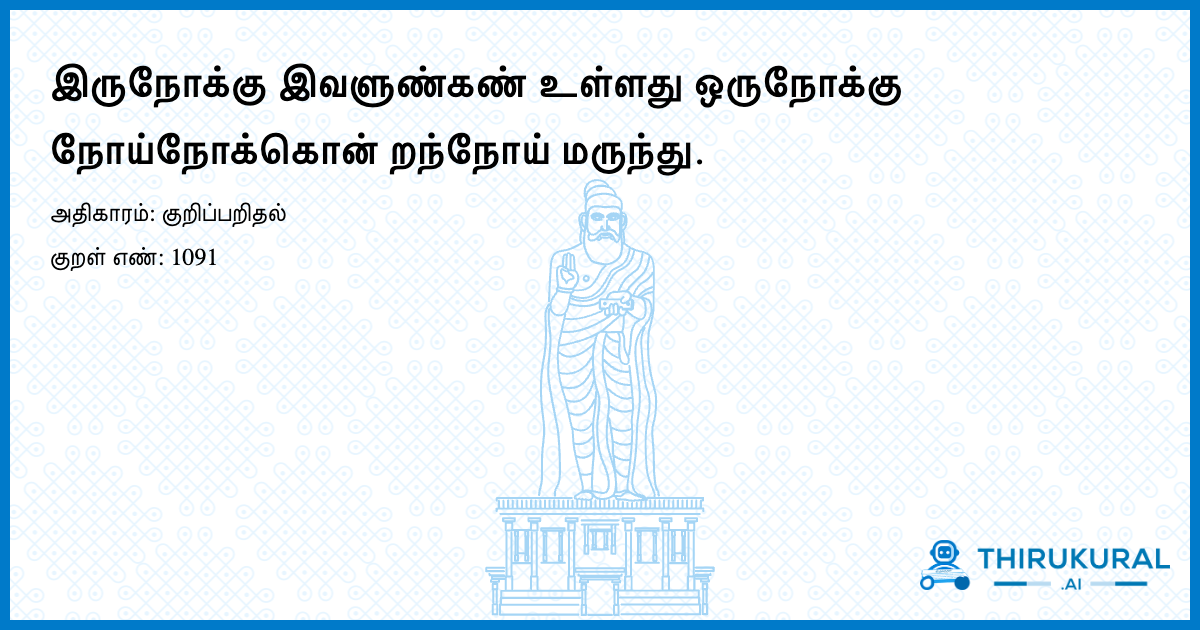 இருநோக்கு இவளுண்கண் உள்ளது ஒருநோக்கு
நோய்நோக்கொன் றந்நோய் மருந்து.
அதிகாரம்: குறிப்பறிதல்
குறள் எண்: 1091
THIRUKURAL
.AI